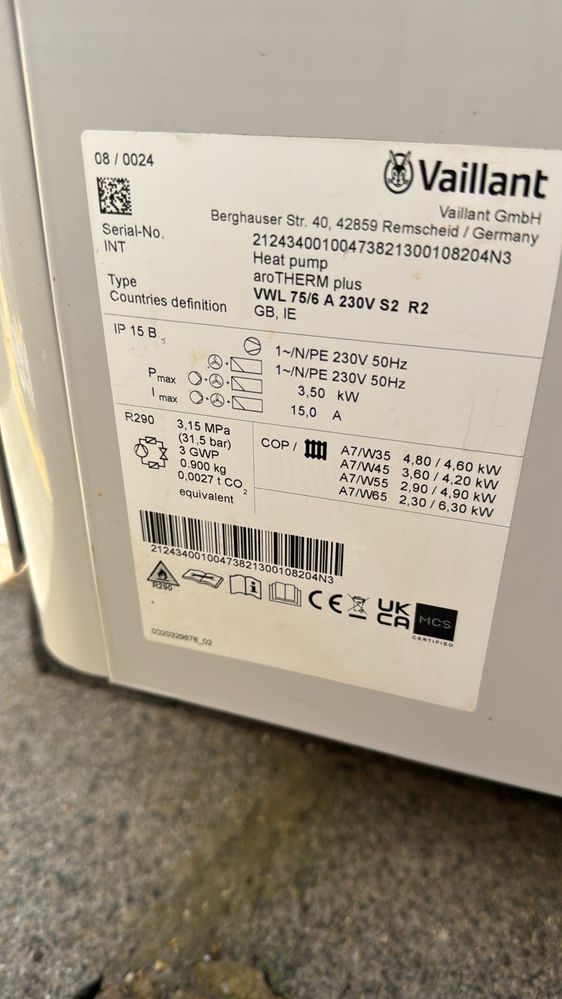 08 / 0024
Vaillant
Vaillant GmbH
Berghauser Str. 40, 42859 Remscheid / Germany
Serial-No. 21243400100473821300108204N3
INT Heat pump
aroTHERM plus
Type VWL 75/6 A 230V S2 R2
Countries definition GB, IE
IP 15 B
1~/N/PE 230V 50Hz
1~/N/PE 230V 50Hz
Pmax 3,50 kW
I max 15,0 A
R290
3,15 MPa
(31,5 bar)
3 GWP
0.900 kg
0,0027 t CO2
equivalent
COP /
A7/W35 4,80 / 4,60 kW
A7/W45 3,60 / 4,20 kW
A7/W55 2,90 / 4,90 kW
A7/W65 2,30 / 6,30 kW
21243400100473821300108204N3
R290
CE
UK
CA
MCS
CERTIFIED
0020329878_02